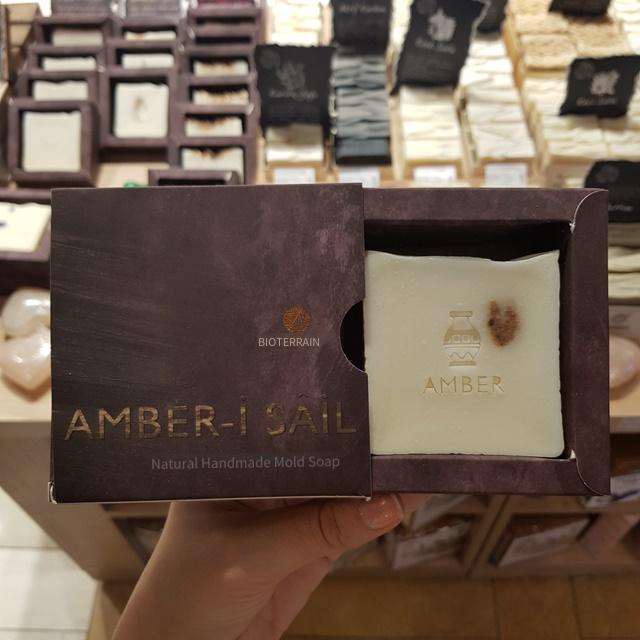 BIOTERRAIN
AMBER-İ SAİL
Natural Handmade Mold Soap
AMBER